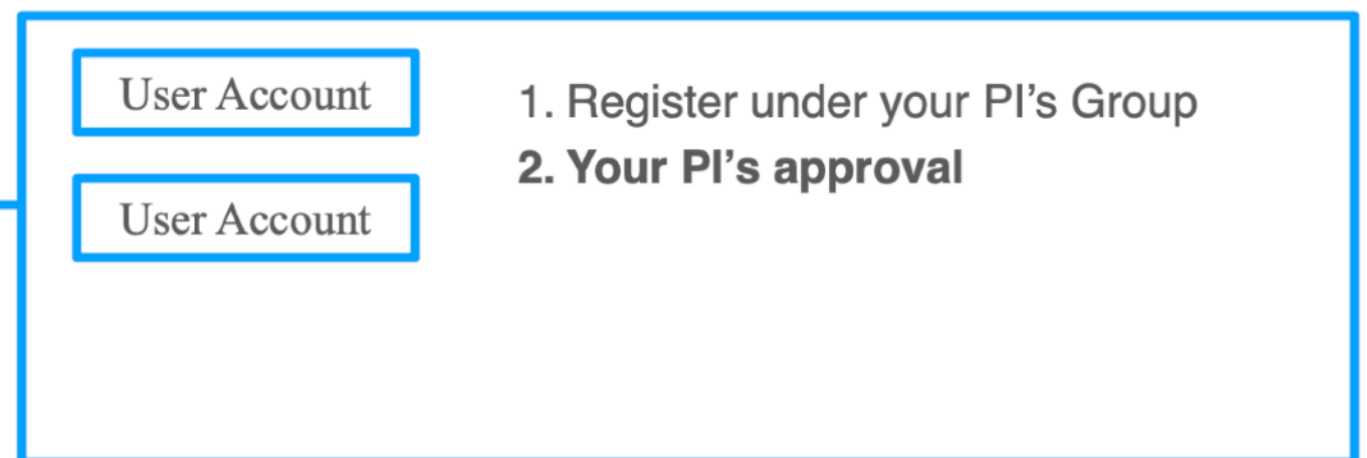 User Account
1. Register under your PI’s Group
2. Your PI’s approval
User Account